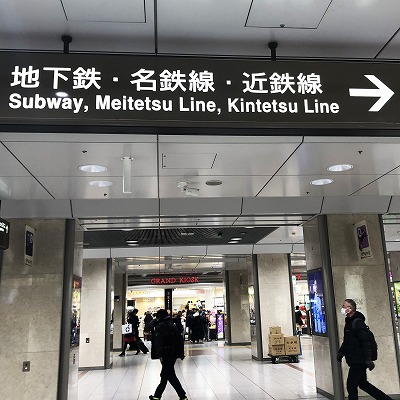 地下鉄・名鉄線・近鉄線 →
Subway, Meitetsu Line, Kintetsu Line
GRAND KIOSK